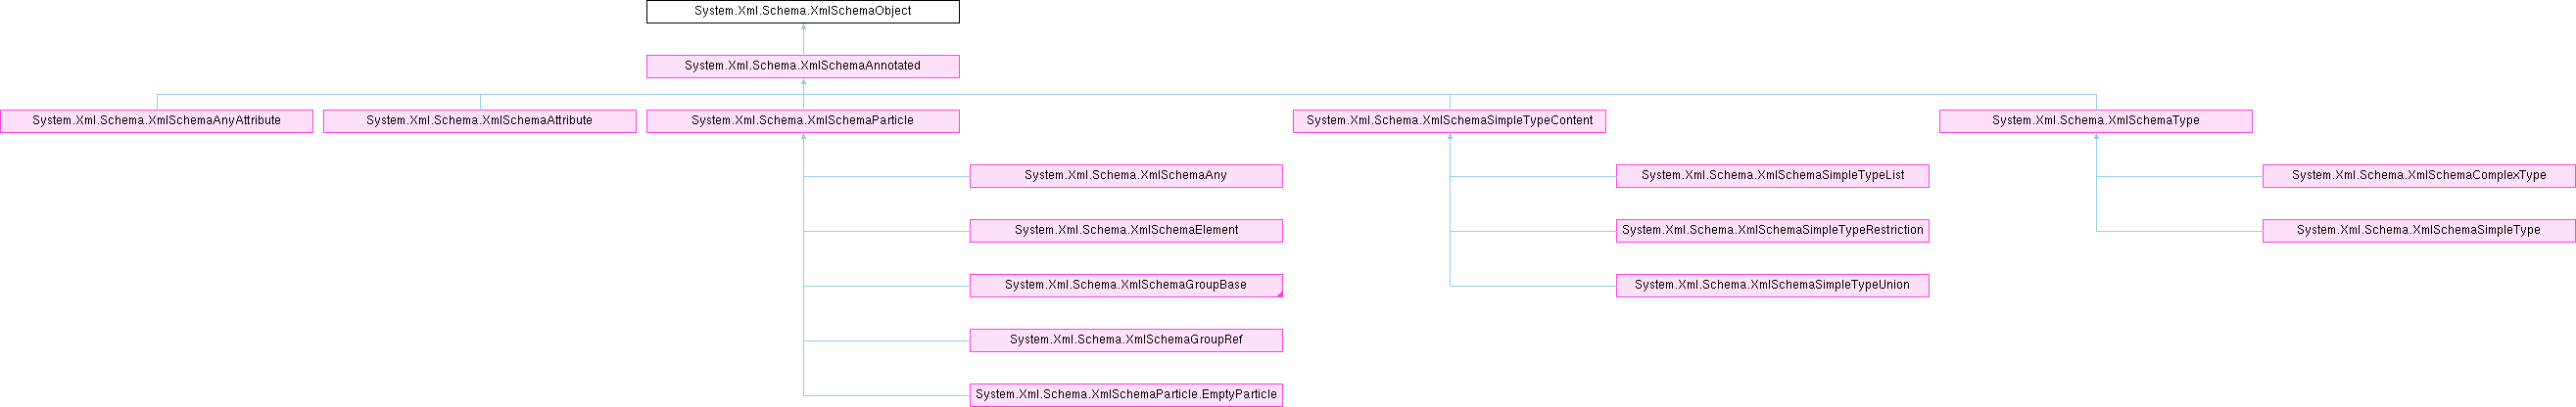 System.Xml.Schema.XmlSchemaObject
System.Xml.Schema.XmlSchemaAnnotated
System.Xml.Schema.XmlSchemaAnyAttribute
System.Xml.Schema.XmlSchemaAttribute
System.Xml.Schema.XmlSchemaParticle
System.Xml.Schema.XmlSchemaSimpleTypeContent
System.Xml.Schema.XmlSchemaType
System.Xml.Schema.XmlSchemaAny
System.Xml.Schema.XmlSchemaSimpleTypeList
System.Xml.Schema.XmlSchemaComplexType
System.Xml.Schema.XmlSchemaElement
System.Xml.Schema.XmlSchemaSimpleTypeRestriction
System.Xml.Schema.XmlSchemaSimpleType
System.Xml.Schema.XmlSchemaGroupBase
System.Xml.Schema.XmlSchemaSimpleTypeUnion
System.Xml.Schema.XmlSchemaGroupRef
System.Xml.Schema.XmlSchemaParticle.EmptyParticle